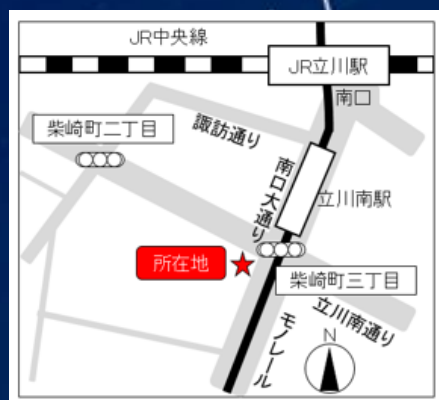 JR中央線
JR立川駅
南口
柴崎町二丁目
諏訪通り
南口大通り
立川南駅
所在地
柴崎町三丁目
立川南通り
モノレール
N